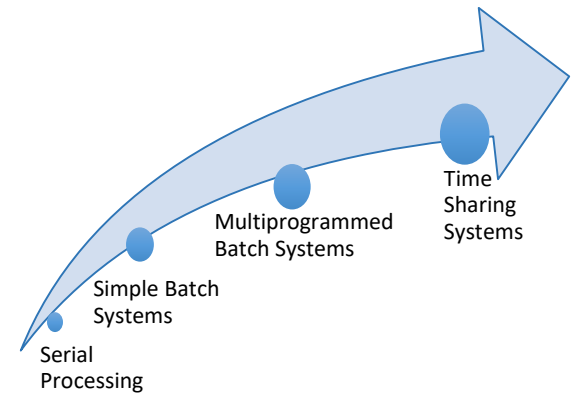 Time
Sharing
Systems
Multiprogrammed
Batch Systems
Simple Batch
Systems
Serial
Processing